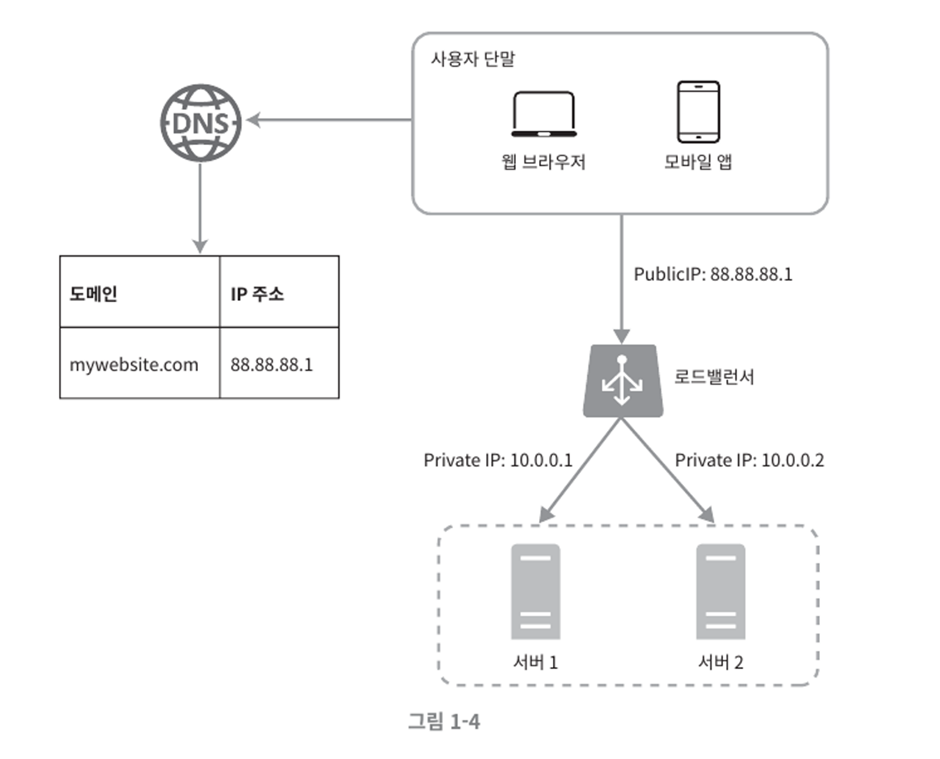 사용자 단말
DNS
웹 브라우저
모바일 앱
PublicIP: 88.88.88.1
도메인
IP 주소
mywebsite.com
88.88.88.1
로드밸런서
Private IP: 10.0.0.1
Private IP: 10.0.0.2
서버 1
서버 2
그림 1-4